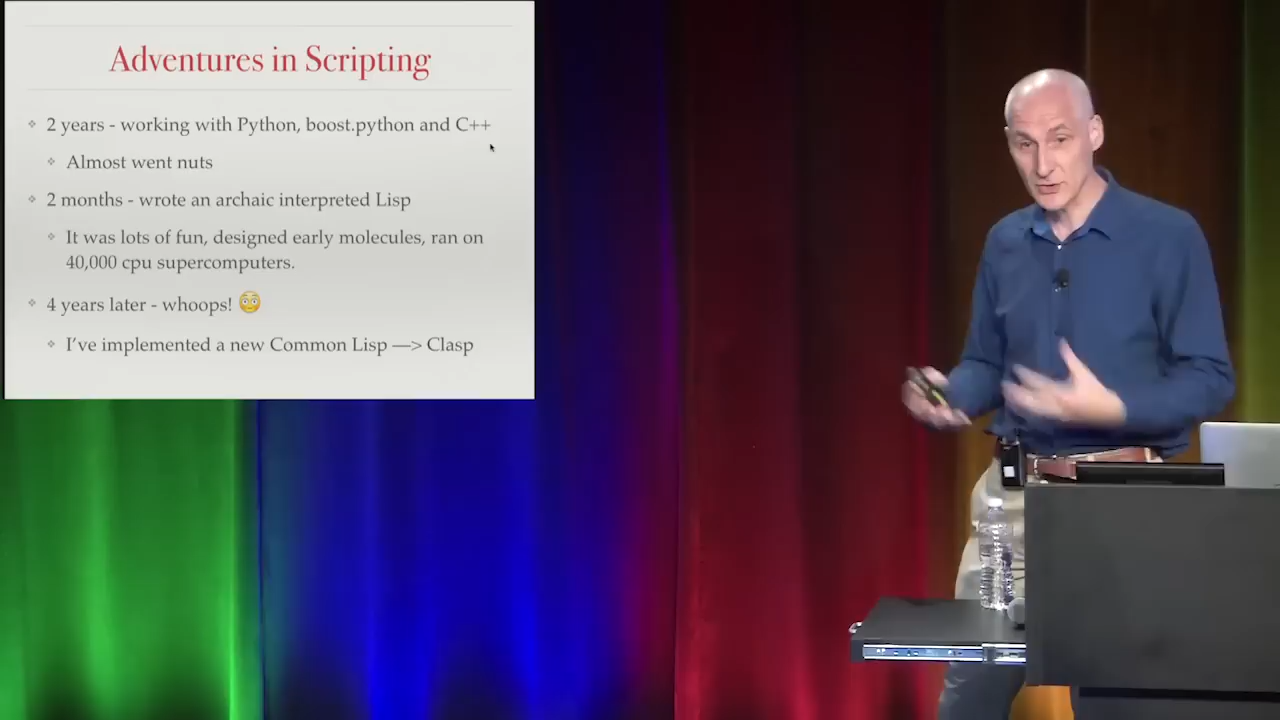 Adventures in Scripting
2 years - working with Python, boost.python and C++
Almost went nuts
2 months - wrote an archaic interpreted Lisp
It was lots of fun, designed early molecules, ran on
40,000 cpu supercomputers.
4 years later - whoops! 😳
I've implemented a new Common Lisp —> Clasp